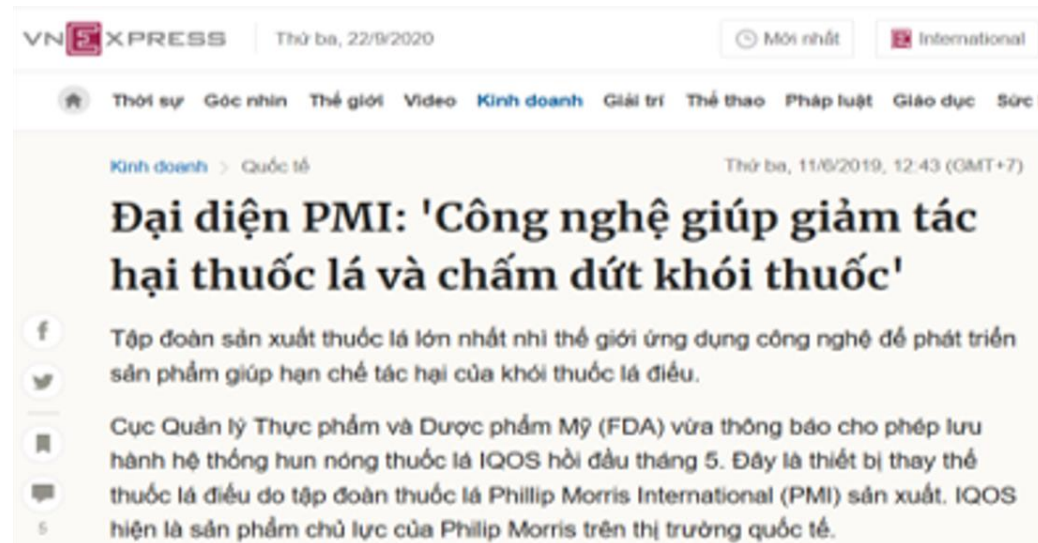 VNEXPRESS Thứ ba, 22/9/2020 Mới nhất International
Thời sự Góc nhìn Thế giới Video Kinh doanh Giải trí Thể thao Pháp luật Giáo dục Sức
Kinh doanh > Quốc tế Thứ ba, 11/6/2019, 12:43 (GMT+7)
Đại diện PMI: 'Công nghệ giúp giảm tác
hại thuốc lá và chấm dứt khói thuốc'
Tập đoàn sản xuất thuốc lá lớn nhất nhì thế giới ứng dụng công nghệ để phát triển
sản phẩm giúp hạn chế tác hại của khói thuốc lá điếu.
Cục Quản lý Thực phẩm và Dược phẩm Mỹ (FDA) vừa thông báo cho phép lưu
hành hệ thống hun nóng thuốc lá IQOS hồi đầu tháng 5. Đây là thiết bị thay thế
thuốc lá điếu do tập đoàn thuốc lá Phillip Morris International (PMI) sản xuất. IQOS
hiện là sản phẩm chủ lực của Philip Morris trên thị trường quốc tế.
5